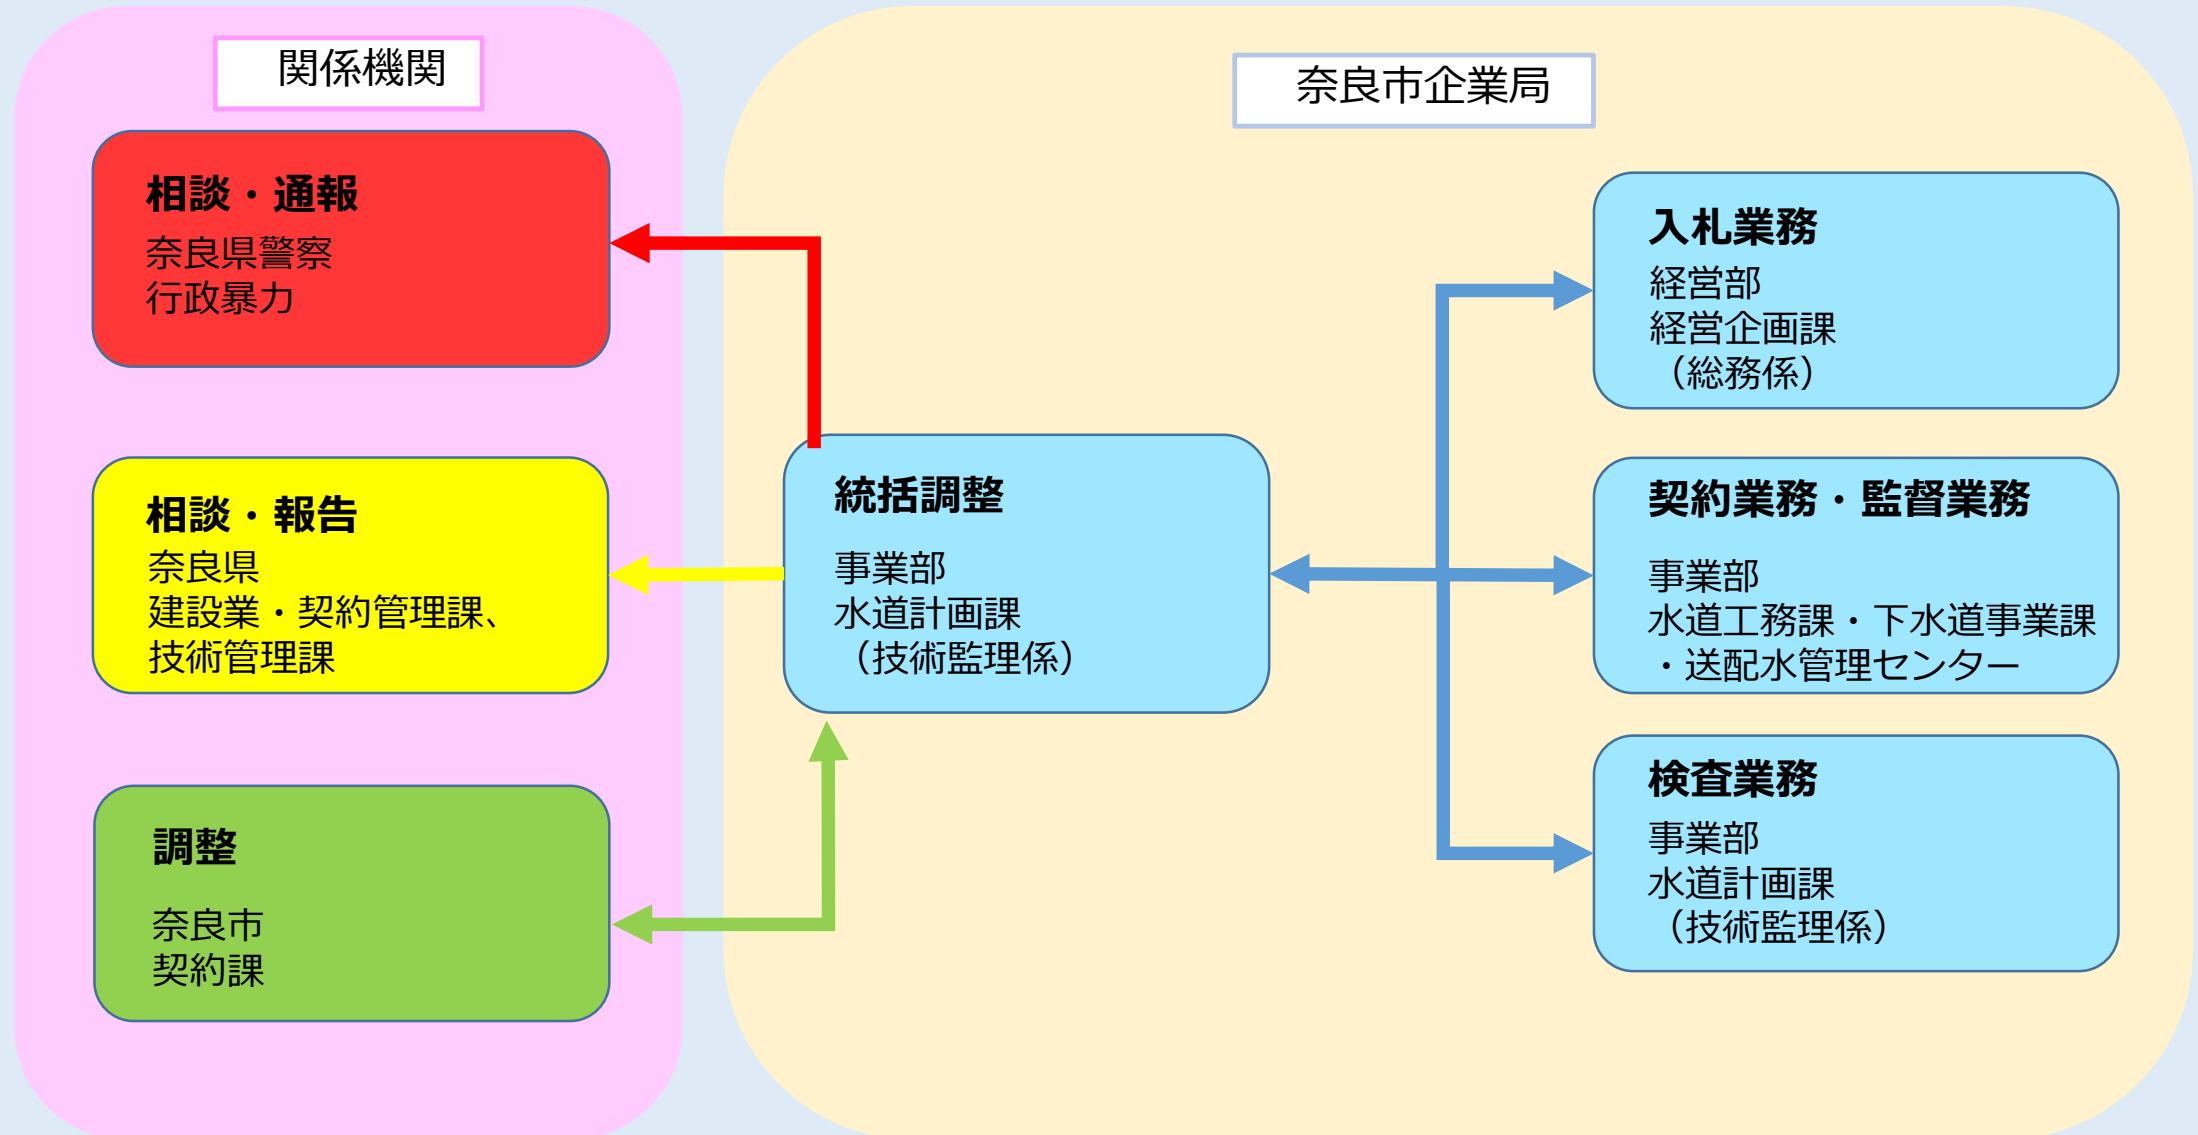 関係機関
相談・通報
奈良県警察
行政暴力
相談・報告
奈良県
建設業・契約管理課、
技術管理課
調整
奈良市
契約課
奈良市企業局
統括調整
事業部
水道計画課
（技術監理係）
入札業務
経営部
経営企画課
（総務係）
契約業務・監督業務
事業部
水道工務課・下水道事業課
・送配水管理センター
検査業務
事業部
水道計画課
（技術監理係）